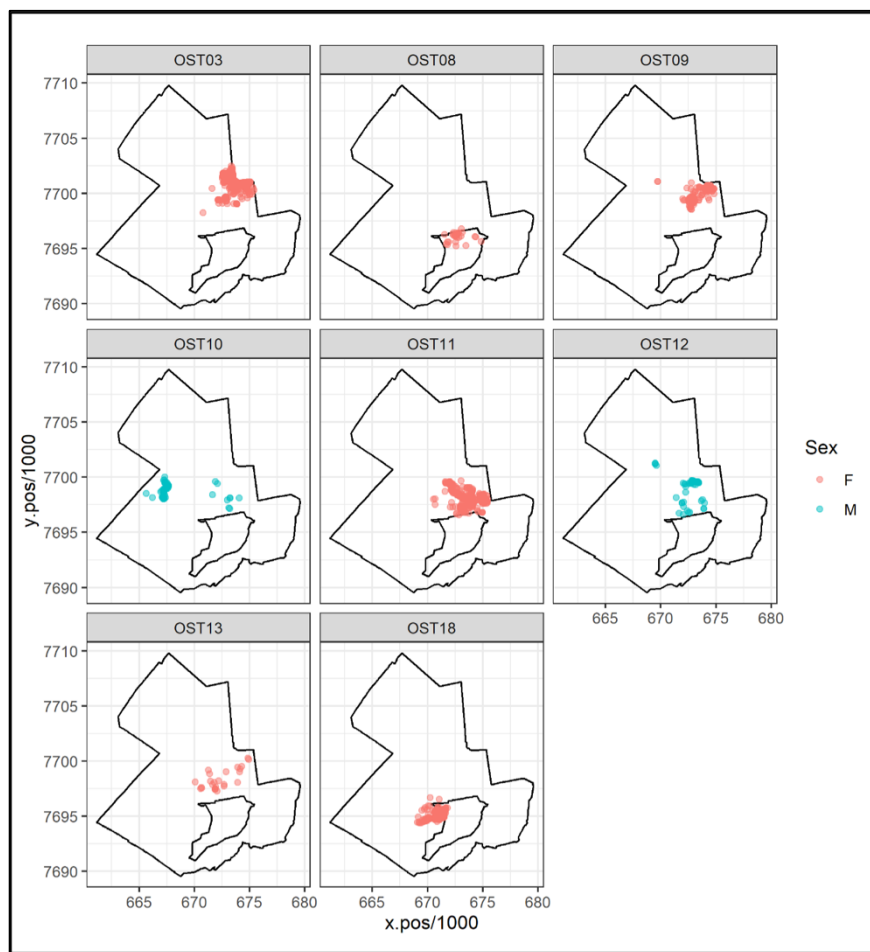 OST03 OST08 OST09
7710
7705
7700
7695
7690
OST10 OST11 OST12
7710
7705
7700
7695
7690
665 670 675 680
OST13 OST18
7710
7705
7700
7695
7690
665 670 675 680 665 670 675 680
x.pos/1000
y.pos/1000
Sex
F
M